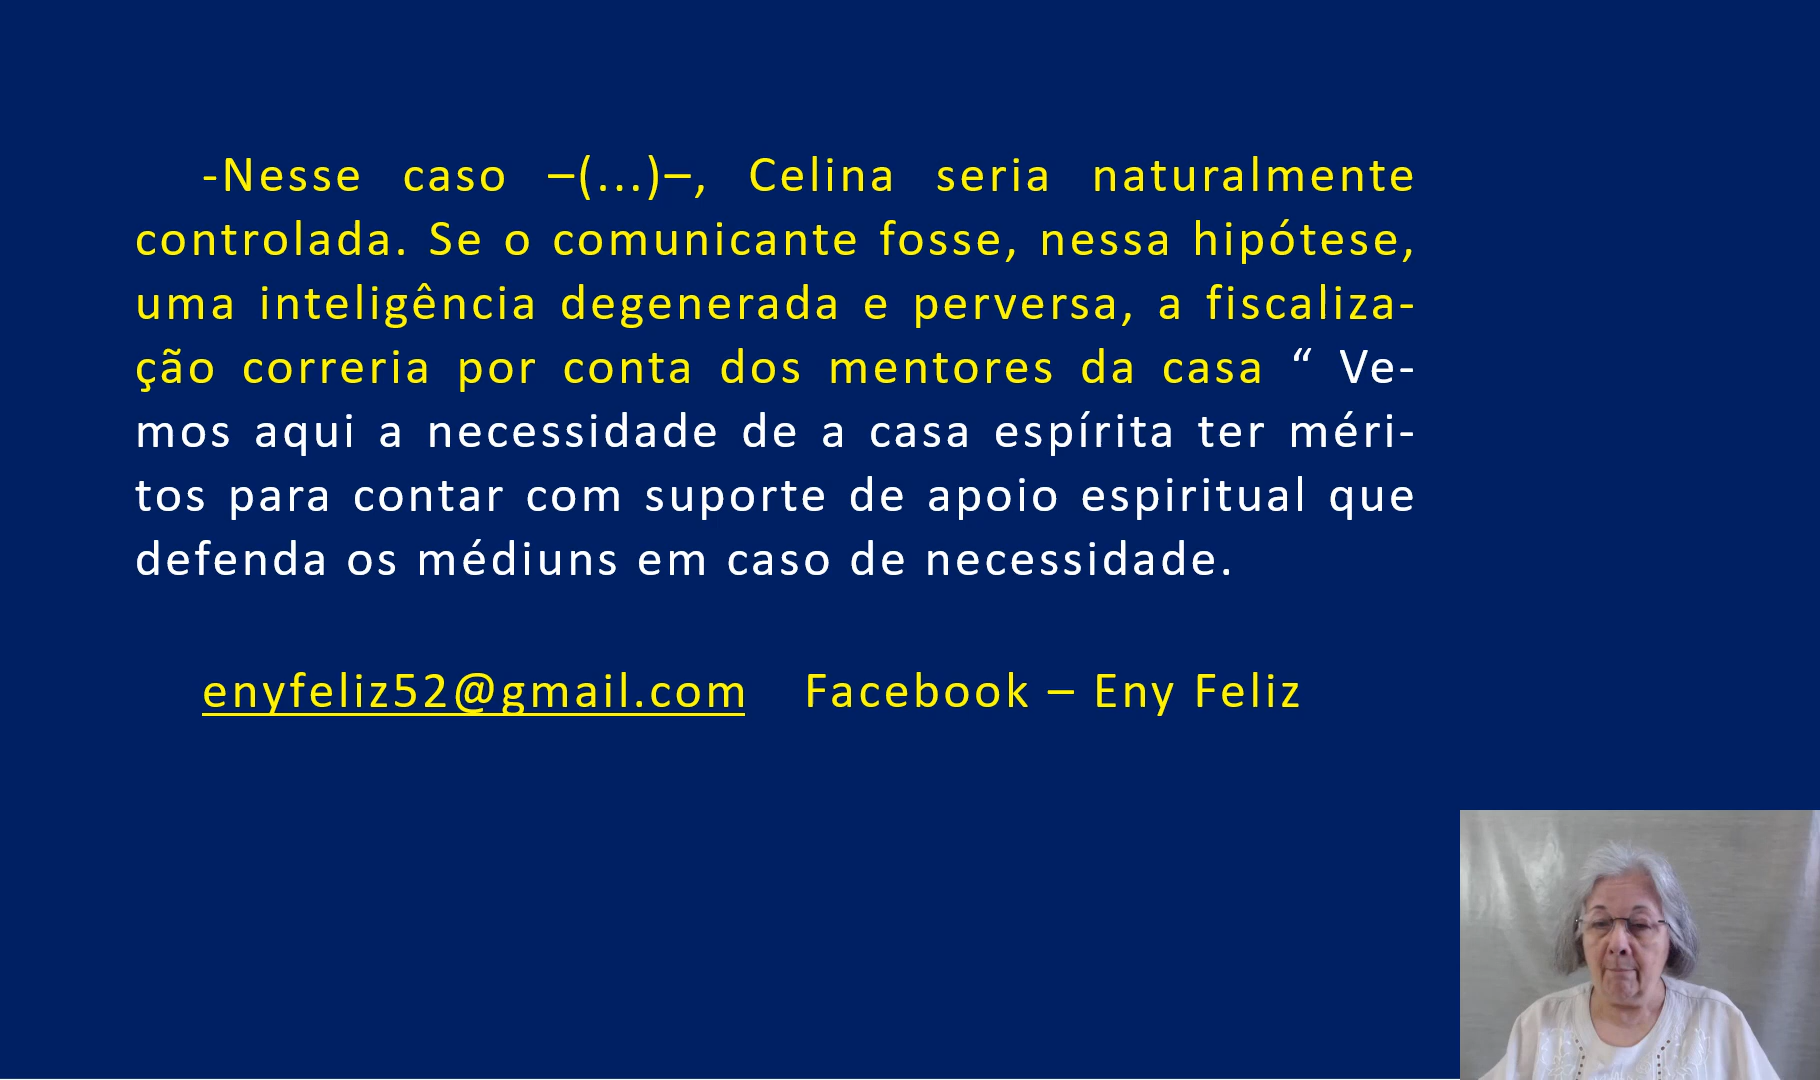 -Nesse caso –(...)–, Celina seria naturalmente
controlada. Se o comunicante fosse, nessa hipótese,
uma inteligência degenerada e perversa, a fiscaliza-
ção correria por conta dos mentores da casa “ Ve-
mos aqui a necessidade de a casa espírita ter méri-
tos para contar com suporte de apoio espiritual que
defenda os médiuns em caso de necessidade.
enyfeliz52@gmail.com Facebook – Eny Feliz